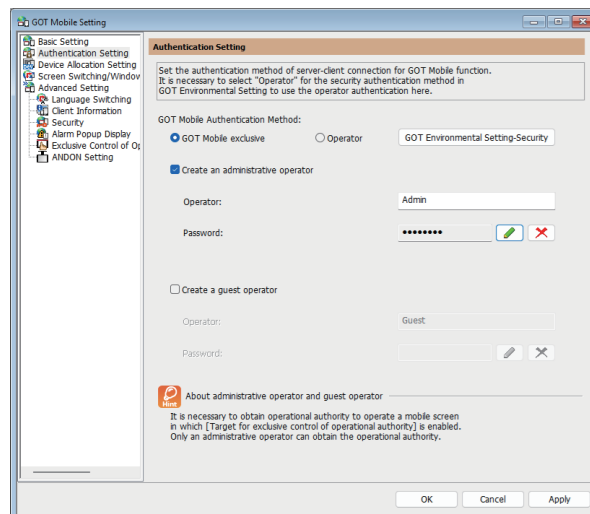 GOT Mobile Setting
Basic Setting
Authentication Setting
Device Allocation Setting
Screen Switching/Window
Advanced Setting
Language Switching
Client Information
Security
Alarm Popup Display
Exclusive Control of Op
ANDON Setting
Authentication Setting
Set the authentication method of server-client connection for GOT Mobile function.
It is necessary to select "Operator" for the security authentication method in
GOT Environmental Setting to use the operator authentication here.
GOT Mobile Authentication Method:
GOT Mobile exclusive
Operator
GOT Environmental Setting-Security
Create an administrative operator
Operator:
Admin
Password:
••••••••
Create a guest operator
Operator:
Guest
Password:
Hint
About administrative operator and guest operator
It is necessary to obtain operational authority to operate a mobile screen
in which [Target for exclusive control of operational authority] is enabled.
Only an administrative operator can obtain the operational authority.
OK
Cancel
Apply